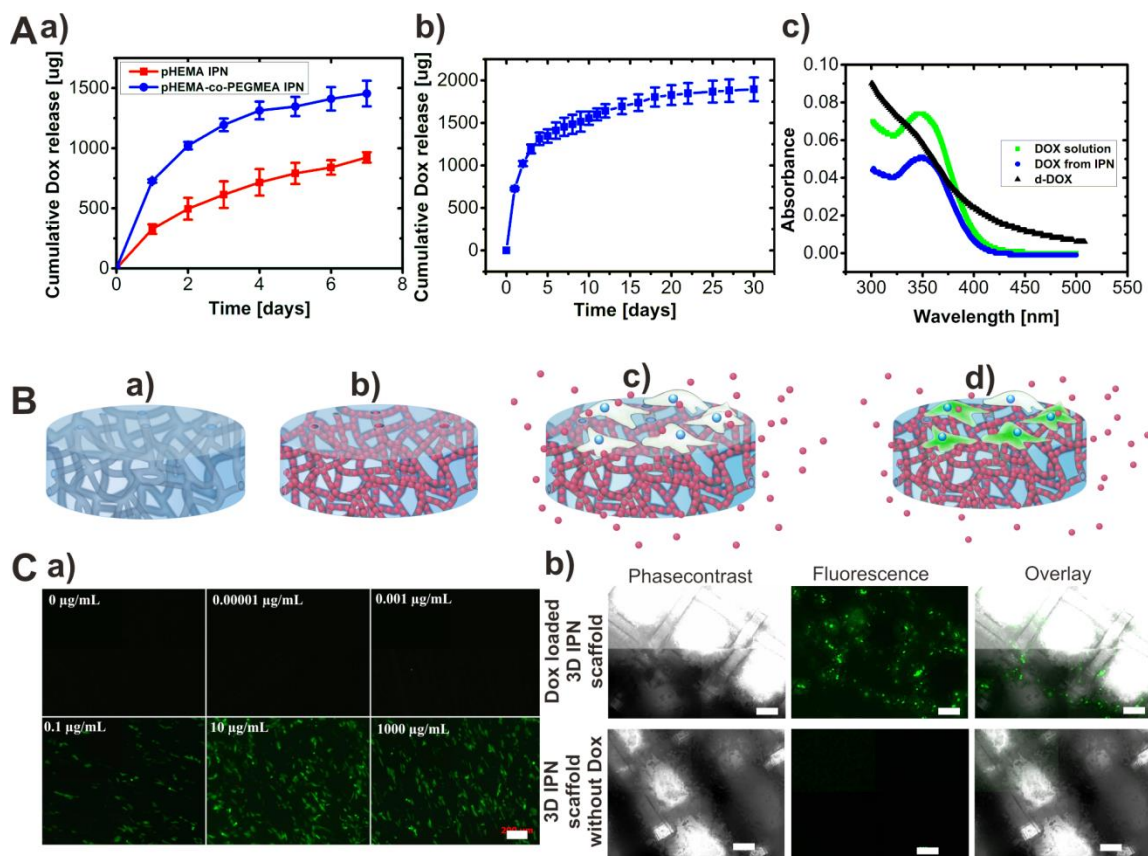 A a)
Cumulative Dox release [ug]
1500
1000
500
0
pHEMA IPN
pHEMA-co-PEGMEA IPN
0 2 4 6 8
Time [days]
b)
Cumulative Dox release [ug]
2000
1500
1000
500
0
0 5 10 15 20 25 30
Time [days]
c)
Absorbance
0.10
0.08
0.06
0.04
0.02
0.00
DOX solution
DOX from IPN
d-DOX
300 350 400 450 500 550
Wavelength [nm]
B a) b) c) d)
C a)
0 µg/mL 0.00001 µg/mL 0.001 µg/mL
0.1 µg/mL 10 µg/mL 1000 µg/mL
b)
Phasecontrast Fluorescence Overlay
Dox loaded
3D IPN
scaffold
3D IPN
scaffold
without Dox